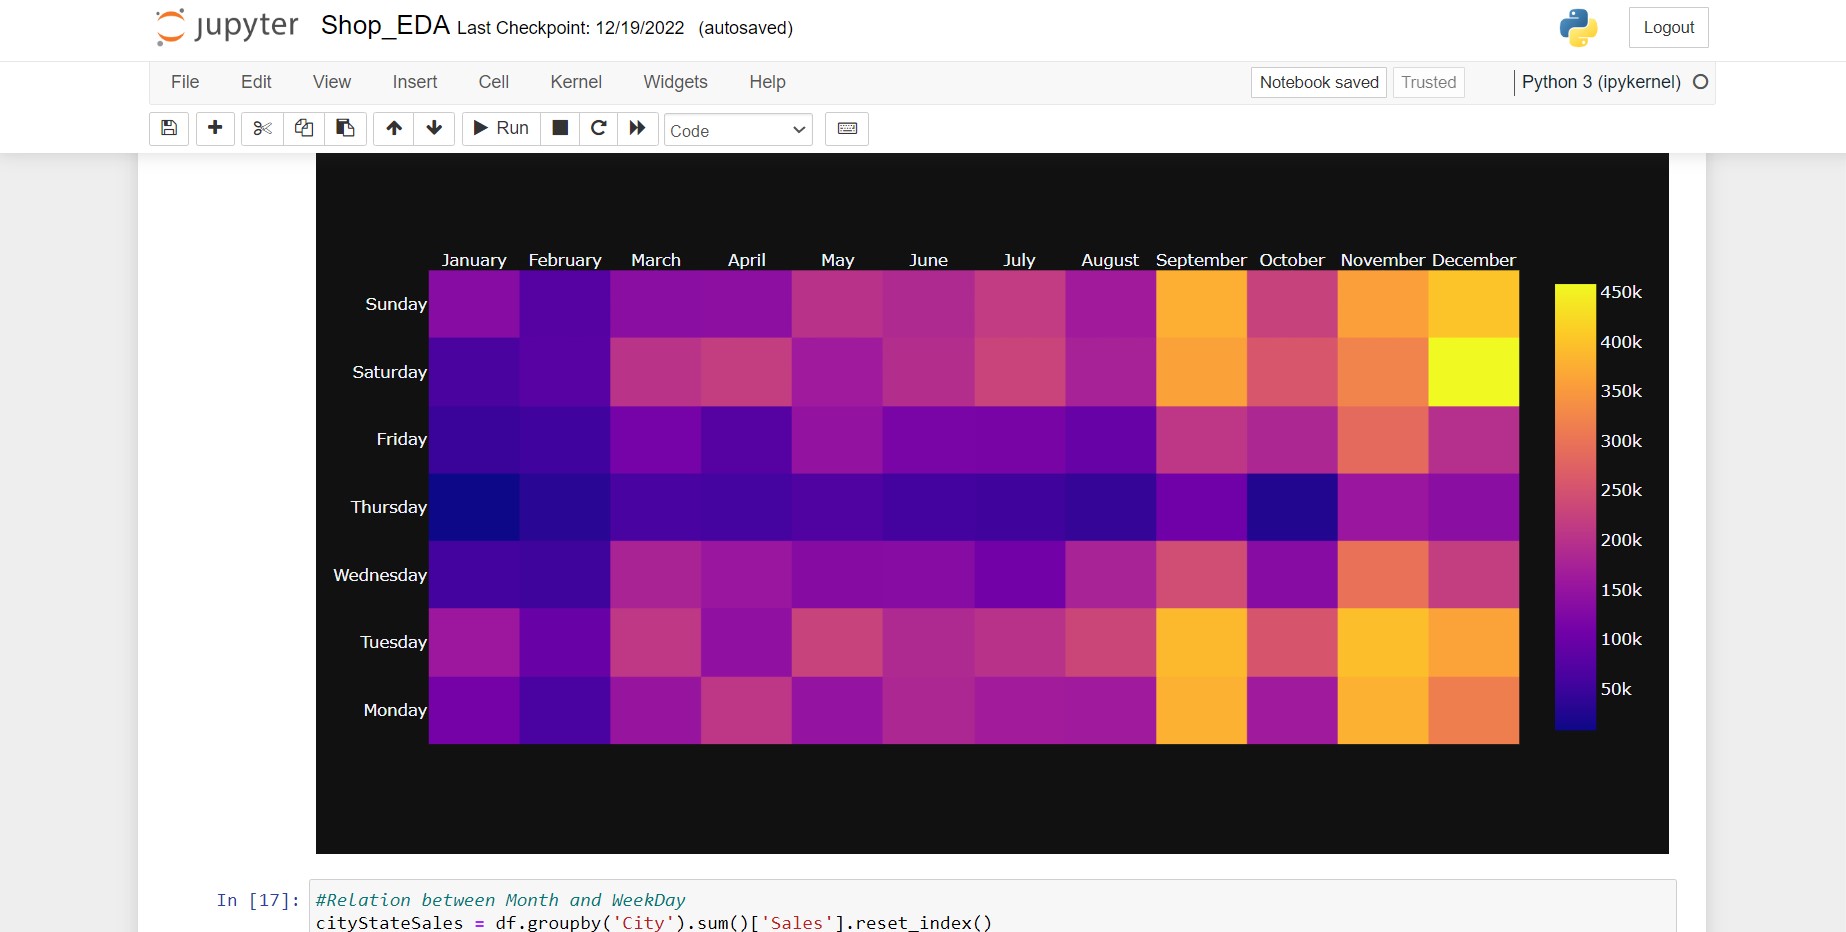 jupyter Shop_EDA Last Checkpoint: 12/19/2022 (autosaved) Logout
File Edit View Insert Cell Kernel Widgets Help Notebook saved Trusted Python 3 (ipykernel)
Run Code
January February March April May June July August September October November December
Sunday
Saturday
Friday
Thursday
Wednesday
Tuesday
Monday
450k
400k
350k
300k
250k
200k
150k
100k
50k
In [17]: #Relation between Month and WeekDay
cityStateSales = df.groupby('City').sum()['Sales'].reset_index()